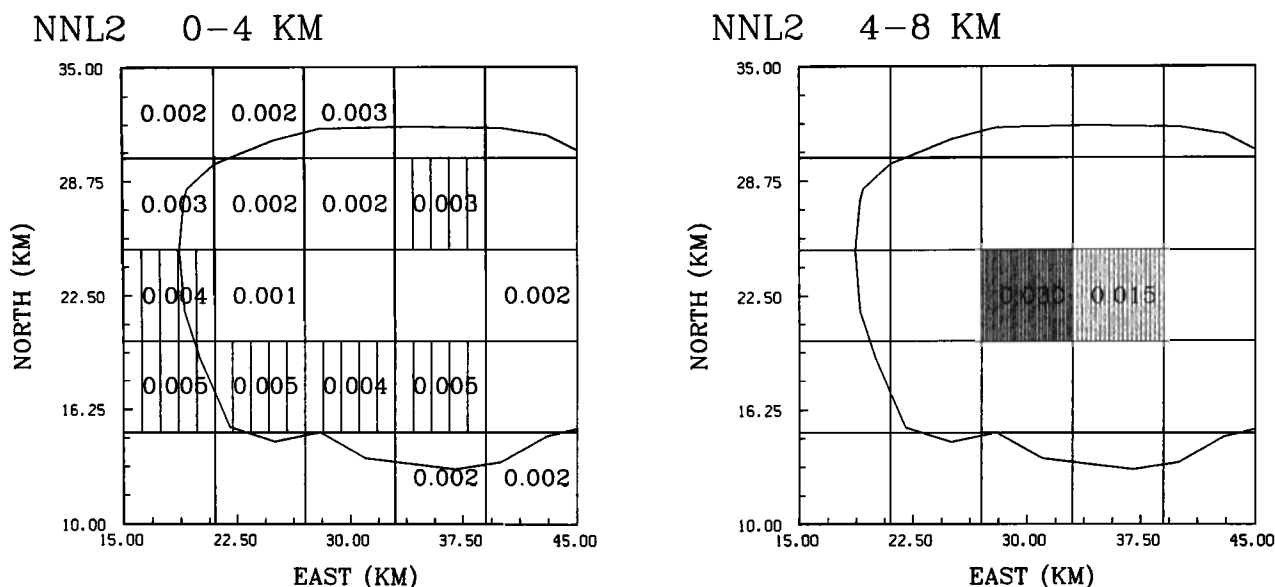 NNL2 0-4 KM
35.00
0.002 0.002 0.003
28.75
0.003 0.002 0.002 0.003
NORTH (KM)
22.50
0.004 0.001 0.002
16.25
0.005 0.005 0.004 0.005
0.002 0.002
10.00
15.00 22.50 30.00 37.50 45.00
EAST (KM)
NNL2 4-8 KM
35.00
28.75
NORTH (KM)
22.50
0.030 0.015
16.25
10.00
15.00 22.50 30.00 37.50 45.00
EAST (KM)